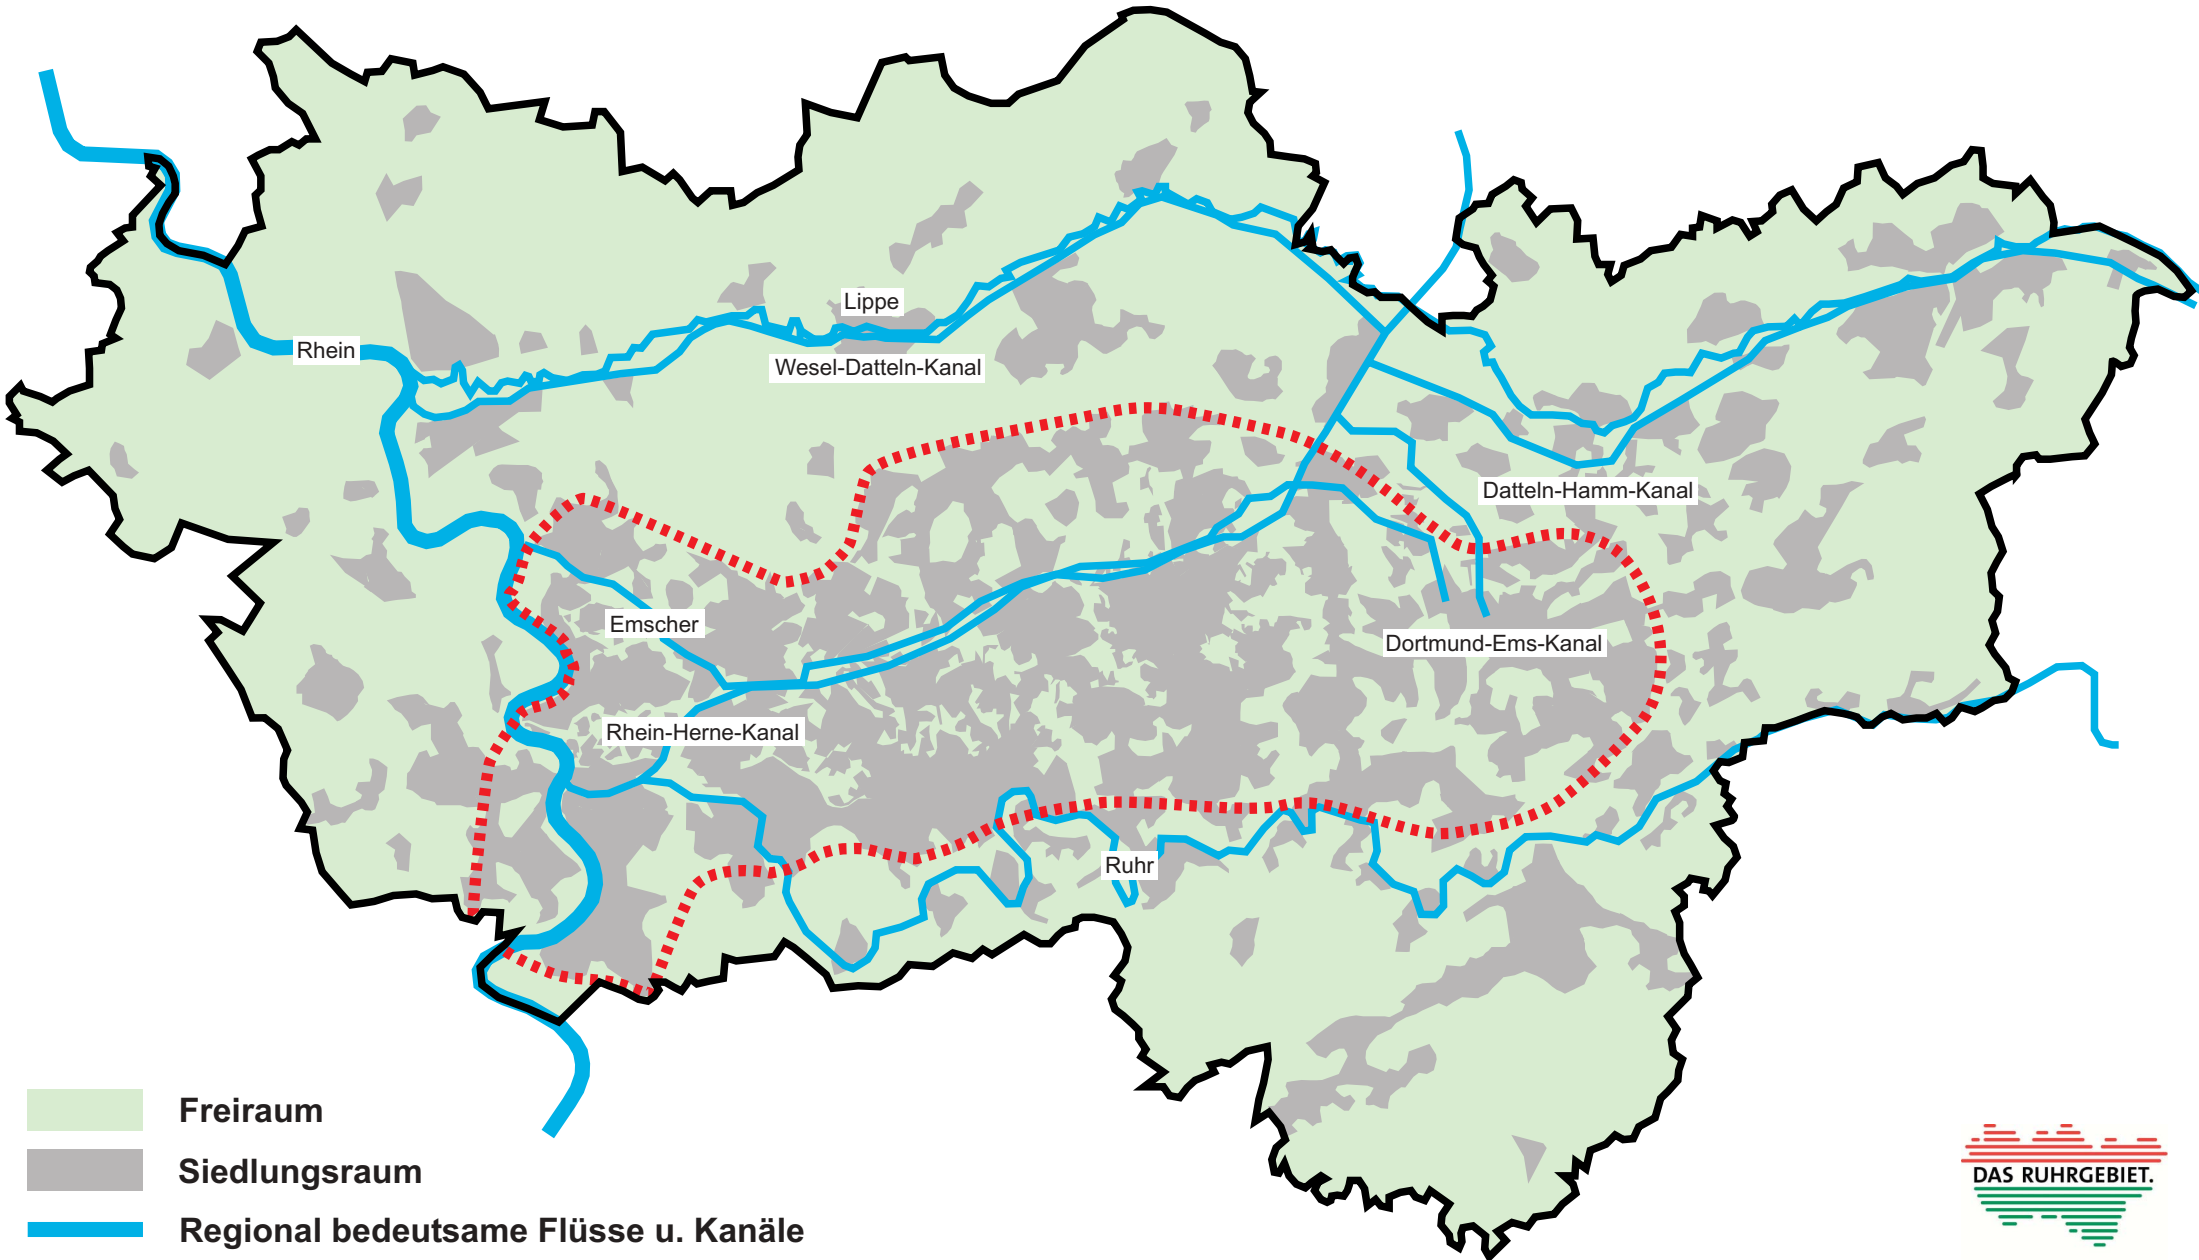 Lippe
Rhein
Wesel-Datteln-Kanal
Datteln-Hamm-Kanal
Emscher
Dortmund-Ems-Kanal
Rhein-Herne-Kanal
Ruhr
Freiraum
Siedlungsraum
Regional bedeutsame Flüsse u. Kanäle
DAS RUHRGEBIET.